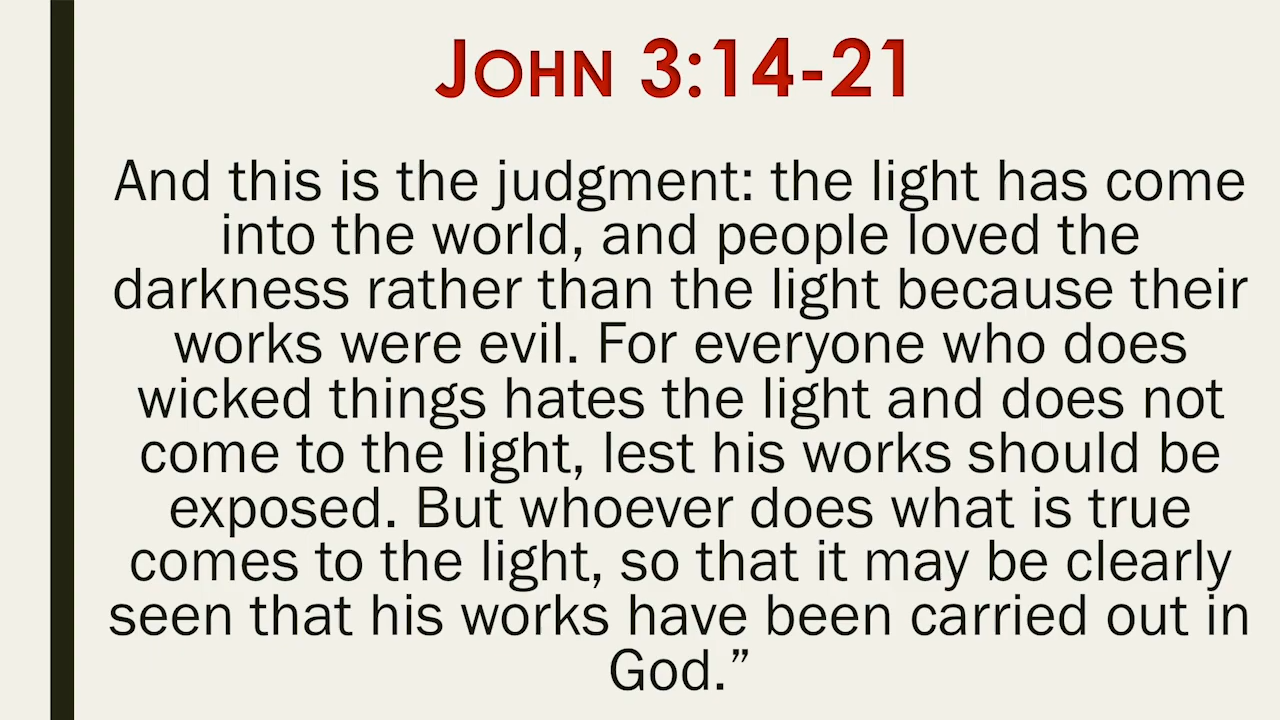 John 3:14-21
And this is the judgment: the light has come
into the world, and people loved the
darkness rather than the light because their
works were evil. For everyone who does
wicked things hates the light and does not
come to the light, lest his works should be
exposed. But whoever does what is true
comes to the light, so that it may be clearly
seen that his works have been carried out in
God.”